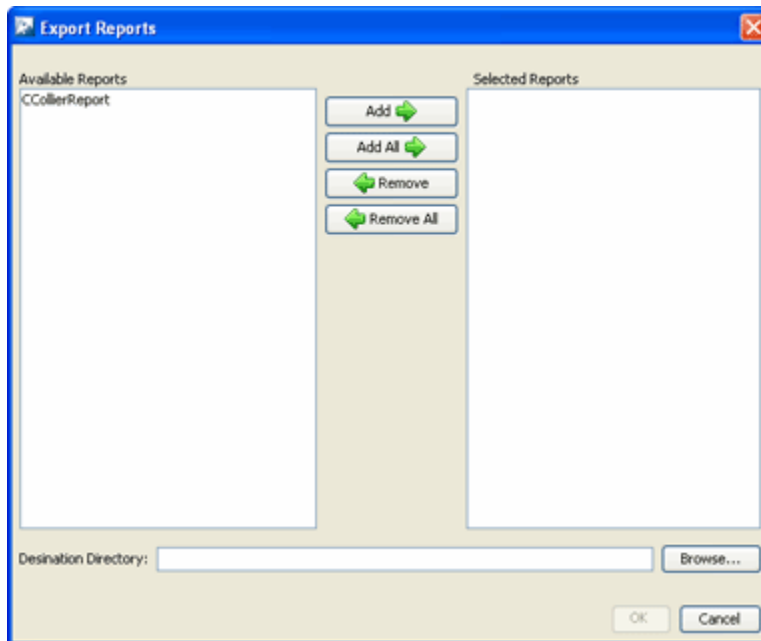 Export Reports
Available Reports
Selected Reports
CCollierReport
Add
Add All
Remove
Remove All
Desination Directory:
Browse...
OK
Cancel